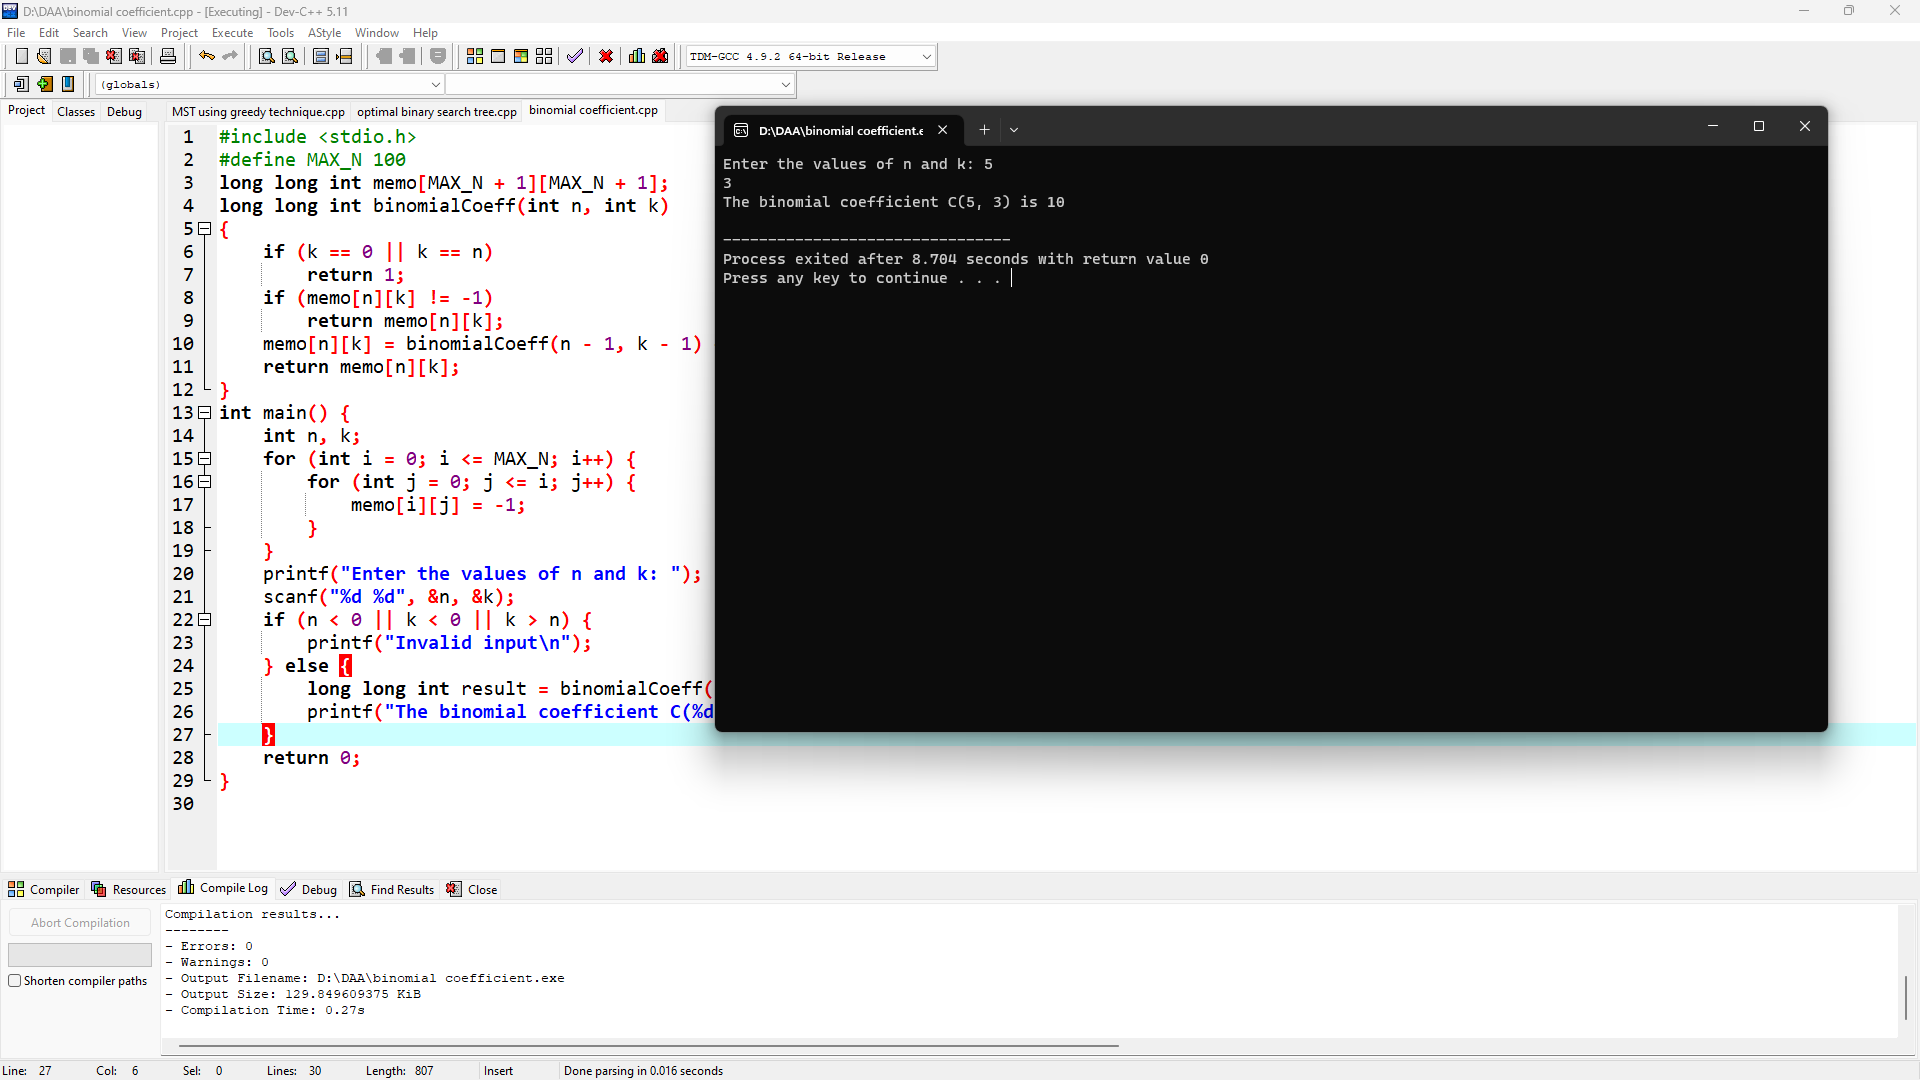 D:\DAA\binomial coefficient.cpp - [Executing] - Dev-C++ 5.11
File Edit Search View Project Execute Tools AStyle Window Help
TDM-GCC 4.9.2 64-bit Release
(globals)
Project Classes Debug
MST using greedy technique.cpp optimal binary search tree.cpp binomial coefficient.cpp
1 #include <stdio.h>
2 #define MAX_N 100
3 long long int memo[MAX_N + 1][MAX_N + 1];
4 long long int binomialCoeff(int n, int k)
5 {
6 if (k == 0 || k == n)
7 return 1;
8 if (memo[n][k] != -1)
9 return memo[n][k];
10 memo[n][k] = binomialCoeff(n - 1, k - 1)
11 return memo[n][k];
12 }
13 int main() {
14 int n, k;
15 for (int i = 0; i <= MAX_N; i++) {
16 for (int j = 0; j <= i; j++) {
17 memo[i][j] = -1;
18 }
19 }
20 printf("Enter the values of n and k: ");
21 scanf("%d %d", &n, &k);
22 if (n < 0 || k < 0 || k > n) {
23 printf("Invalid input\n");
24 } else {
25 long long int result = binomialCoeff(
26 printf("The binomial coefficient C(%d
27 }
28 return 0;
29 }
30
D:\DAA\binomial coefficient.e
Enter the values of n and k: 5
3
The binomial coefficient C(5, 3) is 10
--------------------------------
Process exited after 8.704 seconds with return value 0
Press any key to continue . . .
Compiler Resources Compile Log Debug Find Results Close
Abort Compilation
Shorten compiler paths
Compilation results...
--------
- Errors: 0
- Warnings: 0
- Output Filename: D:\DAA\binomial coefficient.exe
- Output Size: 129.849609375 KiB
- Compilation Time: 0.27s
Line: 27 Col: 6 Sel: 0 Lines: 30 Length: 807 Insert Done parsing in 0.016 seconds